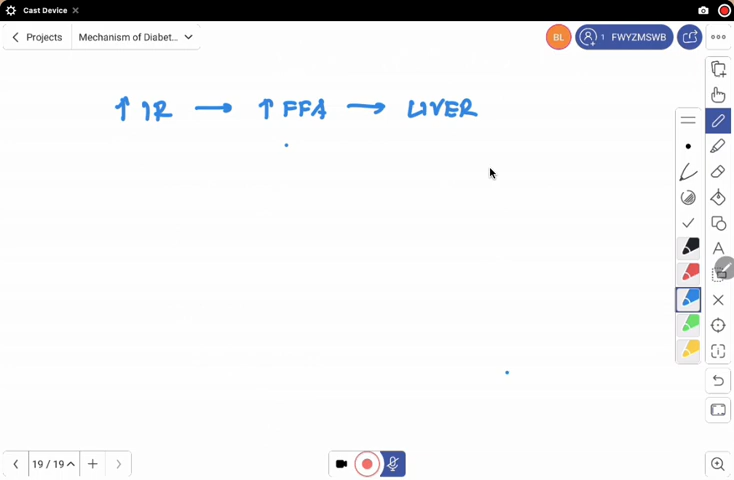 Cast Device
Projects Mechanism of Diabet... BL 1 FWYZMSWB
↑ IR → ↑ FFA → LIVER
A
19 / 19